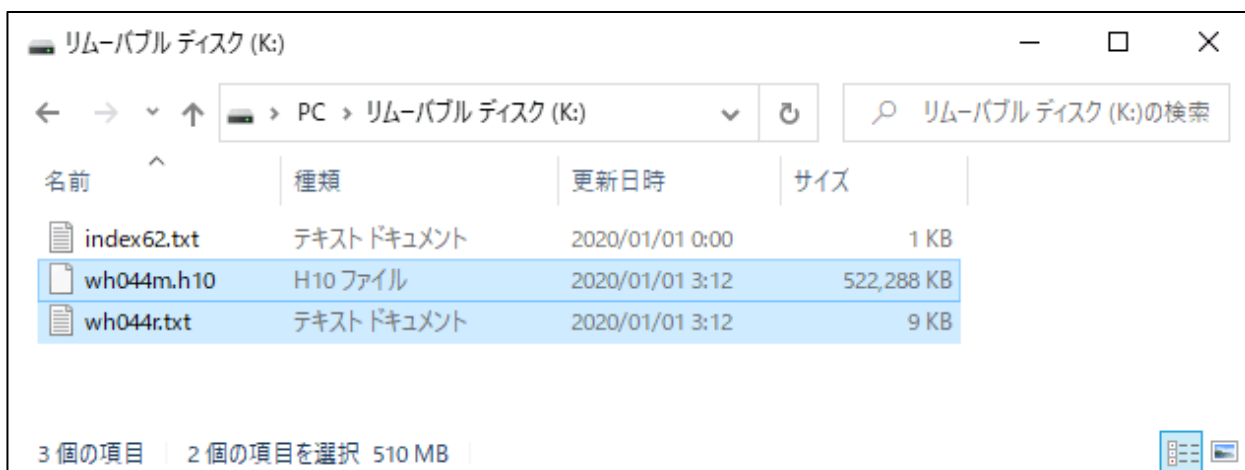 リムーバブル ディスク (K:)
PC › リムーバブル ディスク (K:) リムーバブル ディスク (K:)の検索
名前 種類 更新日時 サイズ
index62.txt テキスト ドキュメント 2020/01/01 0:00 1 KB
wh044m.h10 H10 ファイル 2020/01/01 3:12 522,288 KB
wh044r.txt テキスト ドキュメント 2020/01/01 3:12 9 KB
3 個の項目 2 個の項目を選択 510 MB